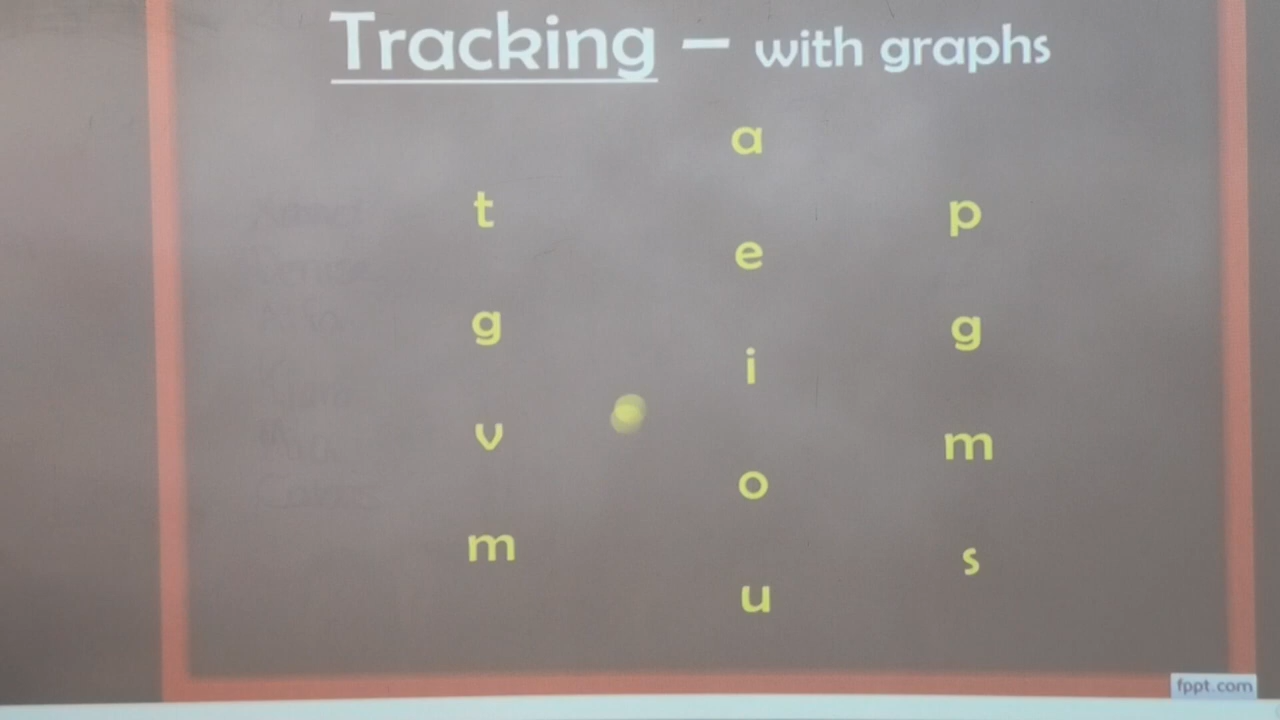 Tracking – with graphs
a
t
p
e
g
g
i
v
m
o
m
s
u
fppt.com